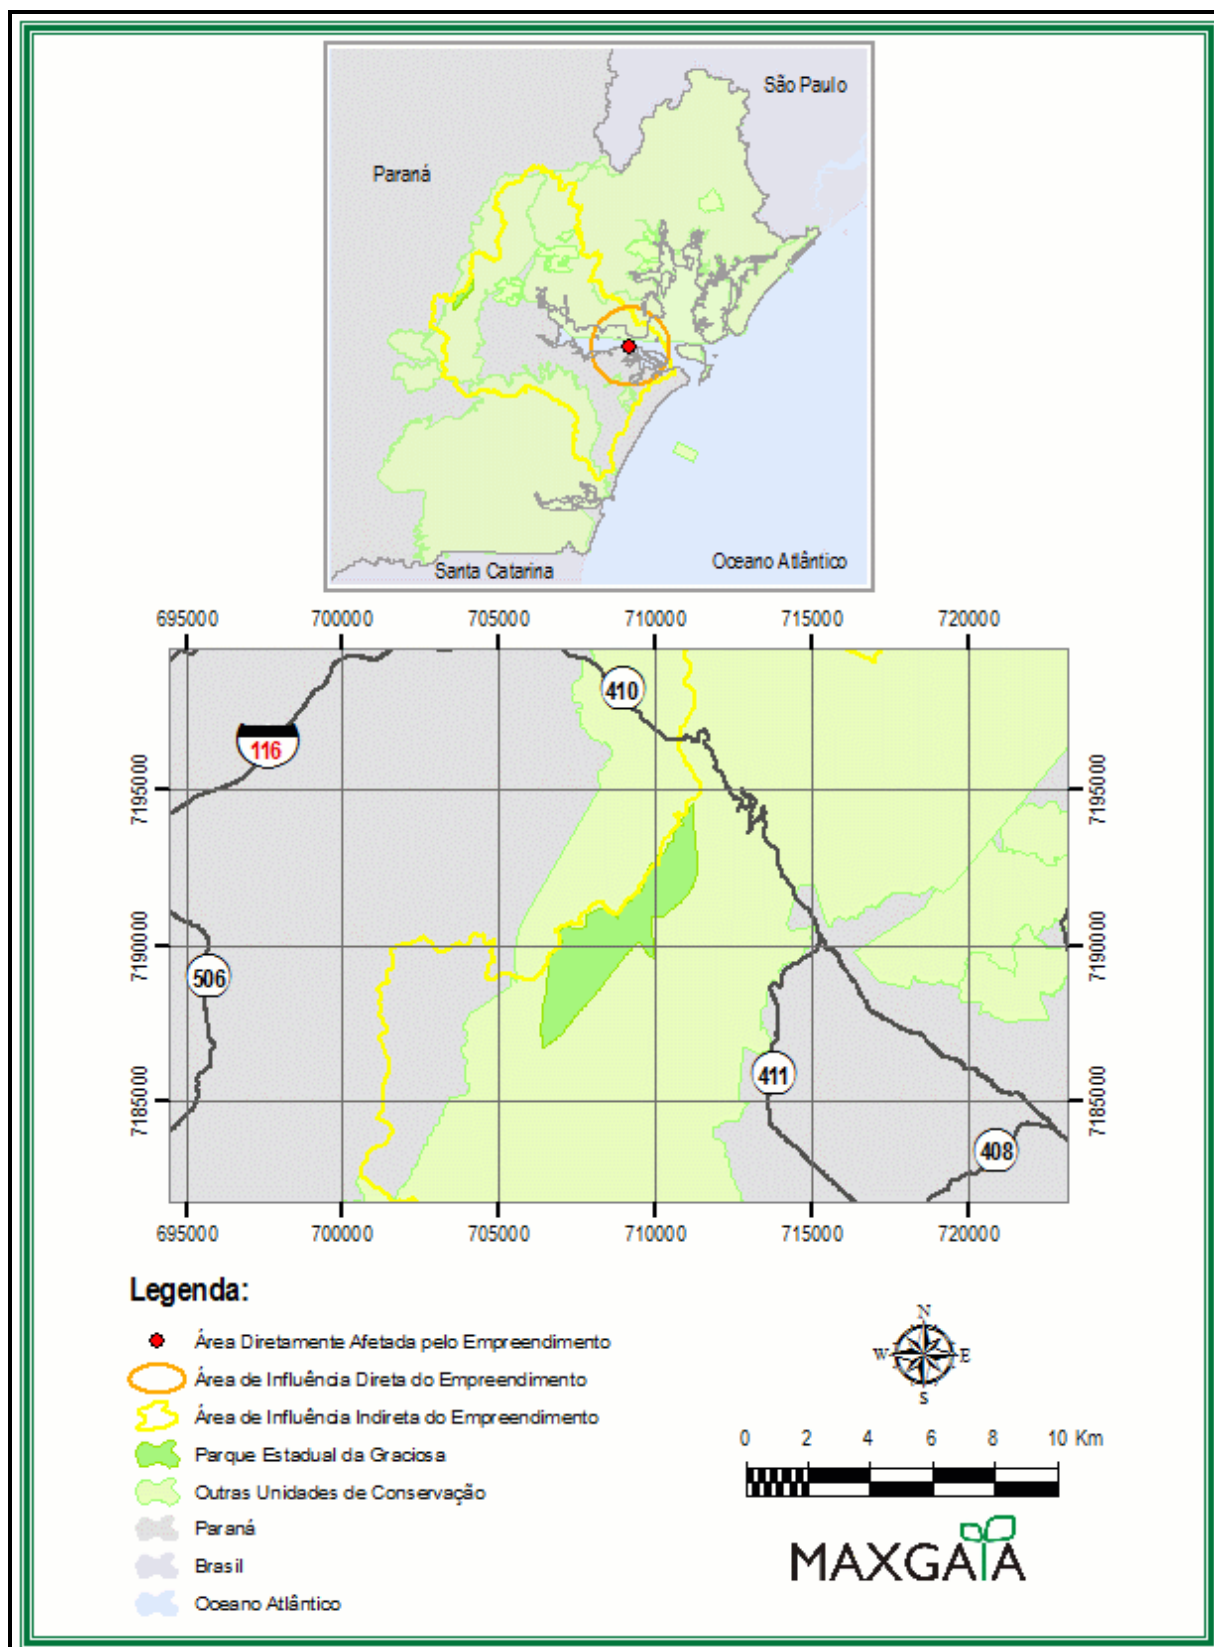 São Paulo
Paraná
Santa Catarina
Oceano Atlântico
695000 700000 705000 710000 715000 720000
410
116
7195000 7195000
7190000 7190000
506
411
7185000 7185000
408
695000 700000 705000 710000 715000 720000
Legenda:
Área Diretamente Afetada pelo Empreendimento
Área de Influência Direta do Empreendimento
Área de Influência Indireta do Empreendimento
Parque Estadual da Graciosa
Outras Unidades de Conservação
Paraná
Brasil
Oceano Atlântico
N
W E
S
0 2 4 6 8 10 Km
MAXGAIA